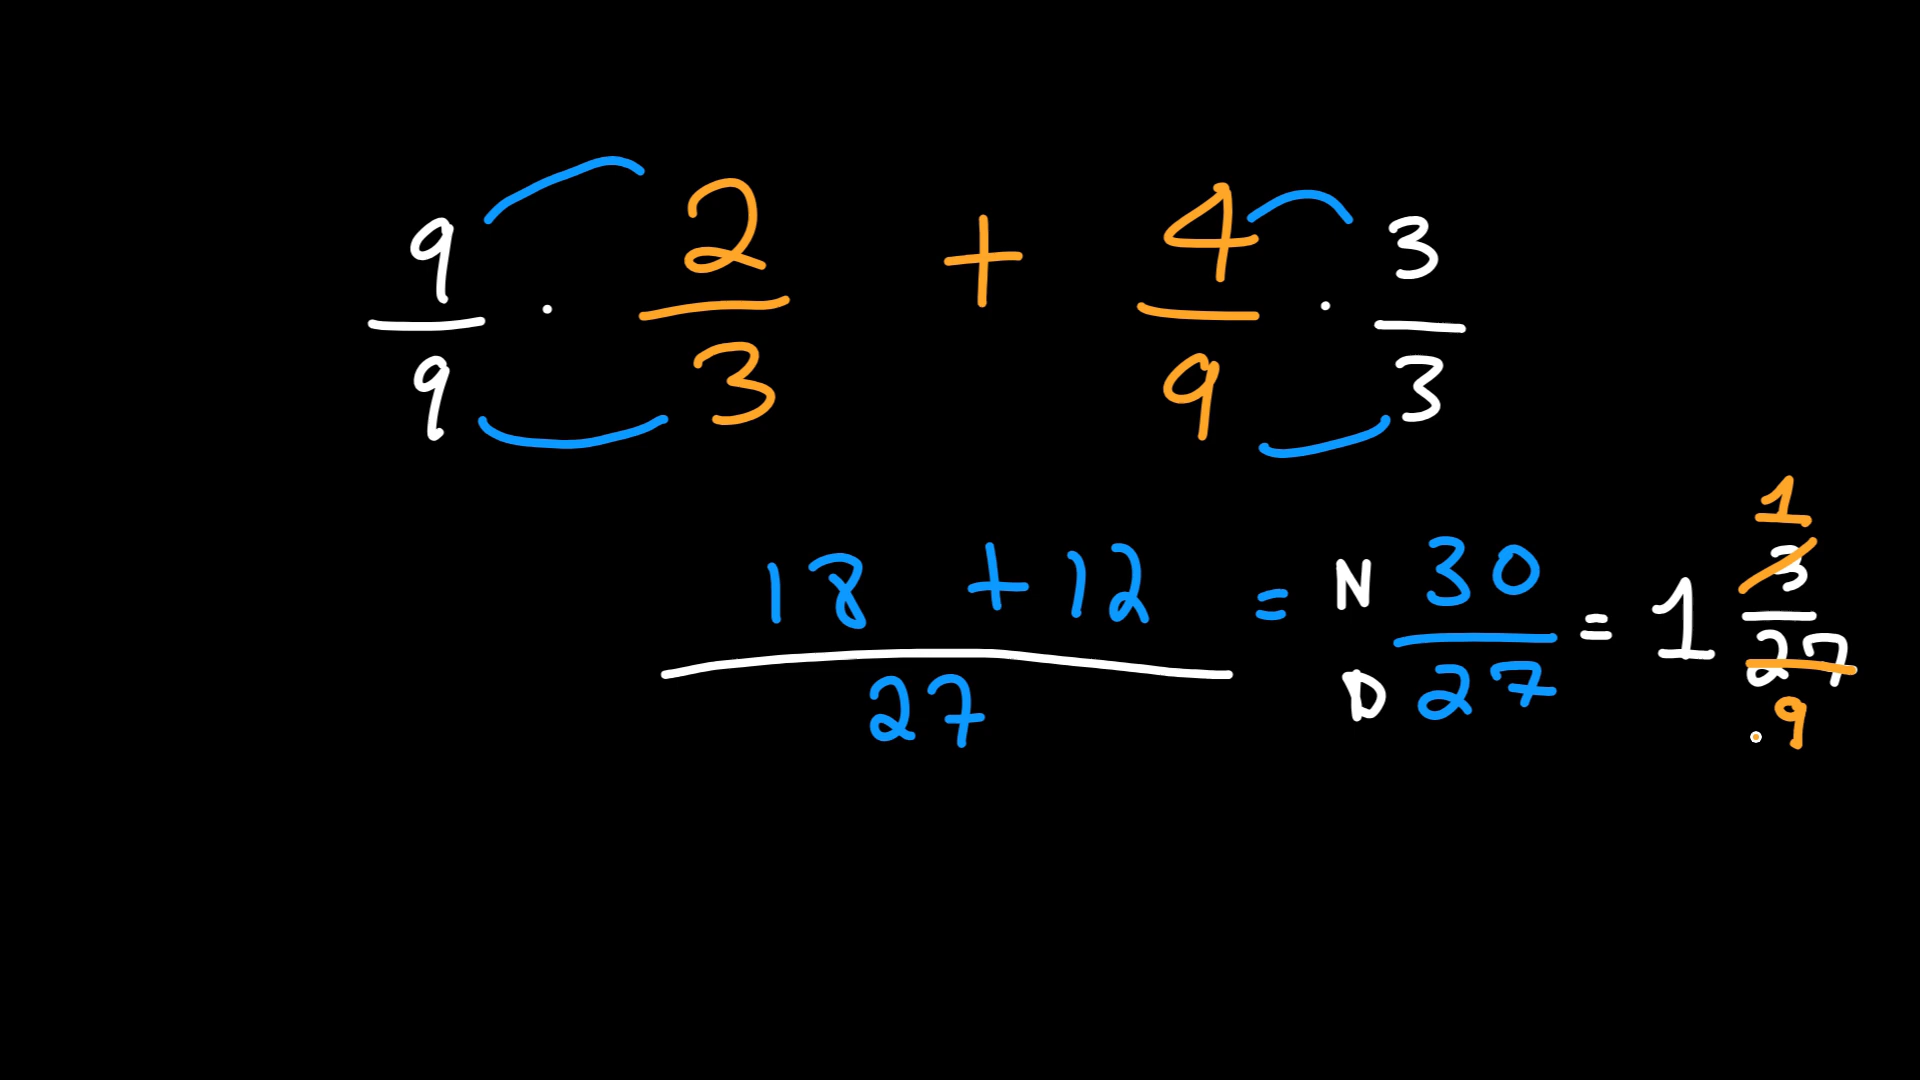 9/9 · 2/3 + 4/9 · 3/3
18 + 12 / 27 = N 30 / D 27 = 1 3/27 1/9